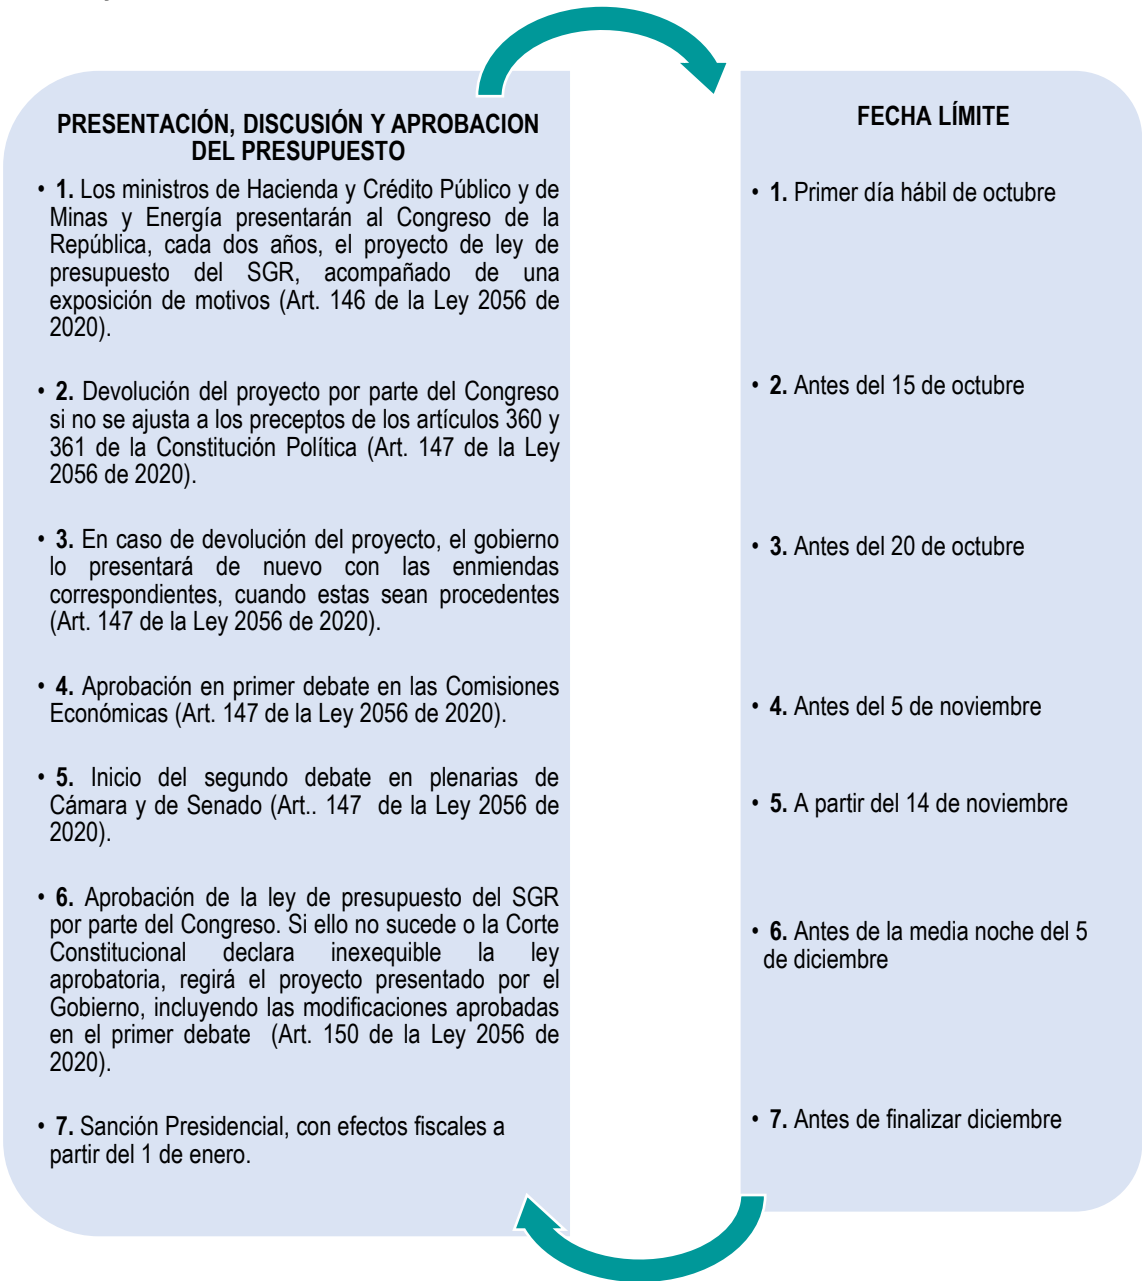 PRESENTACIÓN, DISCUSIÓN Y APROBACION
DEL PRESUPUESTO
• 1. Los ministros de Hacienda y Crédito Público y de
Minas y Energía presentarán al Congreso de la
República, cada dos años, el proyecto de ley de
presupuesto del SGR, acompañado de una
exposición de motivos (Art. 146 de la Ley 2056 de
2020).
• 2. Devolución del proyecto por parte del Congreso
si no se ajusta a los preceptos de los artículos 360 y
361 de la Constitución Política (Art. 147 de la Ley
2056 de 2020).
• 3. En caso de devolución del proyecto, el gobierno
lo presentará de nuevo con las enmiendas
correspondientes, cuando estas sean procedentes
(Art. 147 de la Ley 2056 de 2020).
• 4. Aprobación en primer debate en las Comisiones
Económicas (Art. 147 de la Ley 2056 de 2020).
• 5. Inicio del segundo debate en plenarias de
Cámara y de Senado (Art.. 147 de la Ley 2056 de
2020).
• 6. Aprobación de la ley de presupuesto del SGR
por parte del Congreso. Si ello no sucede o la Corte
Constitucional declara inexequible la ley
aprobatoria, regirá el proyecto presentado por el
Gobierno, incluyendo las modificaciones aprobadas
en el primer debate (Art. 150 de la Ley 2056 de
2020).
• 7. Sanción Presidencial, con efectos fiscales a
partir del 1 de enero.
FECHA LÍMITE
• 1. Primer día hábil de octubre
• 2. Antes del 15 de octubre
• 3. Antes del 20 de octubre
• 4. Antes del 5 de noviembre
• 5. A partir del 14 de noviembre
• 6. Antes de la media noche del 5
de diciembre
• 7. Antes de finalizar diciembre